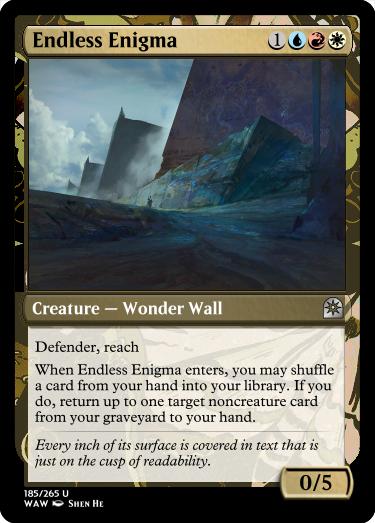 Endless Enigma 1
Creature — Wonder Wall
Defender, reach
When Endless Enigma enters, you may shuffle
a card from your hand into your library. If you
do, return up to one target noncreature card
from your graveyard to your hand.
Every inch of its surface is covered in text that is
just on the cusp of readability.
0/5
185/265 U
WAW Shen He